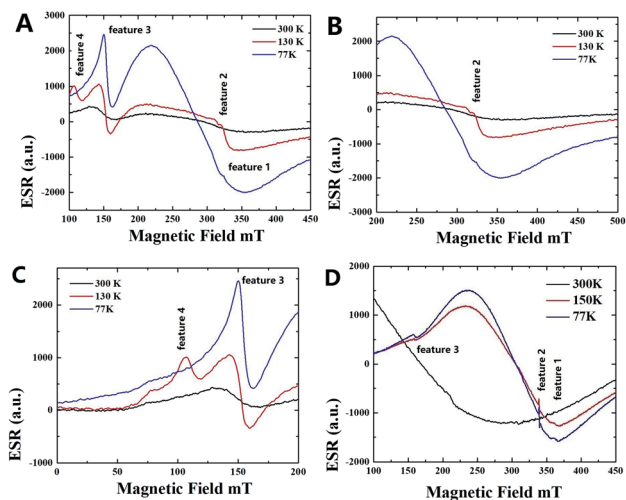 A
feature 3
feature 4
300 K
130 K
77K
feature 2
feature 1
3000
2000
1000
0
-1000
-2000
100 150 200 250 300 350 400 450
ESR (a.u.)
Magnetic Field mT
B
300 K
130 K
77K
feature 2
3000
2000
1000
0
-1000
-2000
-3000
200 250 300 350 400 450 500
ESR (a.u.)
Magnetic Field mT
C
300 K
130 K
77K
feature 3
feature 4
2000
1000
0
-1000
0 50 100 150 200
ESR (a.u.)
Magnetic Field mT
D
300K
150K
77K
feature 3
feature 2
feature 1
2000
1000
0
-1000
-2000
100 150 200 250 300 350 400 450
ESR (a.u.)
Magnetic Field mT